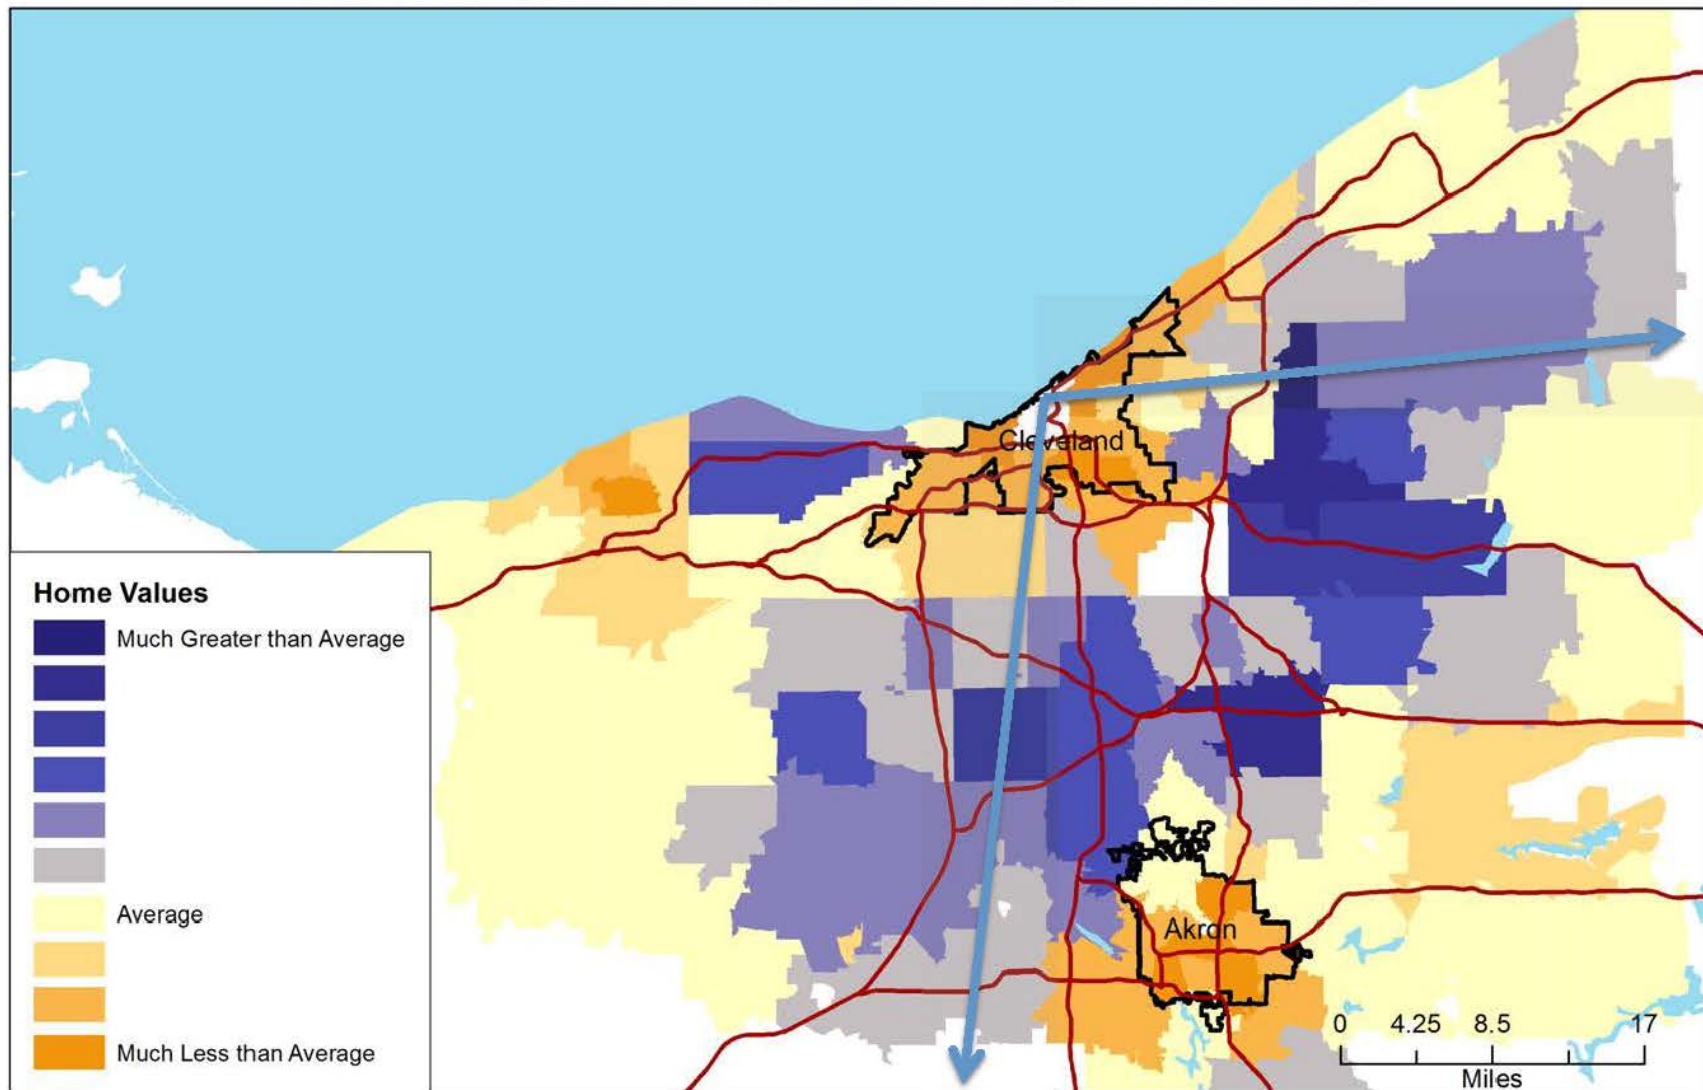 Cleveland
Home Values
Much Greater than Average
Average
Much Less than Average
Akron
0 4.25 8.5 17
Miles